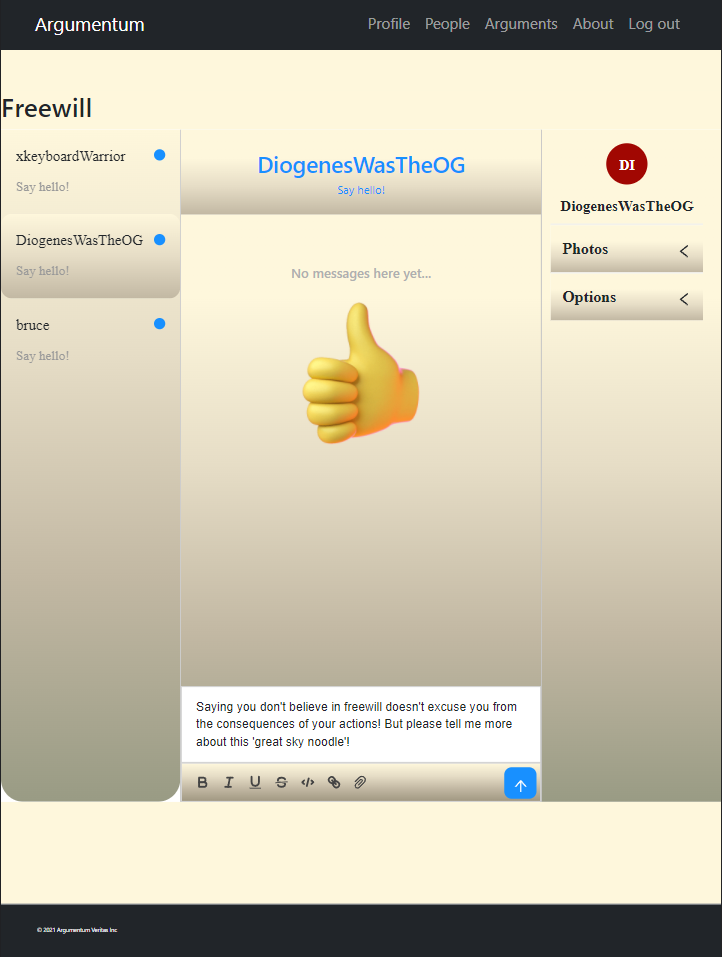 Argumentum
Profile People Arguments About Log out
Freewill
xkeyboardWarrior
Say hello!
DiogenesWasTheOG
Say hello!
bruce
Say hello!
DiogenesWasTheOG
Say hello!
No messages here yet...
Saying you don't believe in freewill doesn't excuse you from
the consequences of your actions! But please tell me more
about this 'great sky noodle'!
B I U S </>
DI
DiogenesWasTheOG
Photos
Options
© 2021 Argumentum Veritas Inc